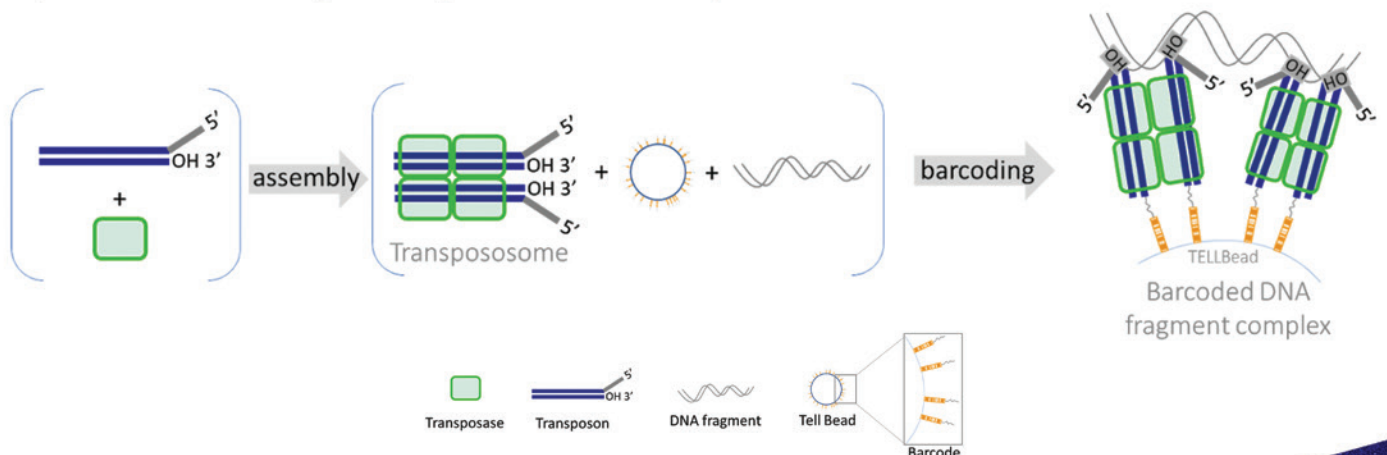 5'
OH 3'
+
assembly
5'
OH 3'
OH 3'
5'
Transpososome
+
+
barcoding
OH
HO
OH
HO
5'
5'
5'
5'
TELLBead
Barcoded DNA
fragment complex
5'
OH 3'
Transposase
Transposon
DNA fragment
Tell Bead
Barcode